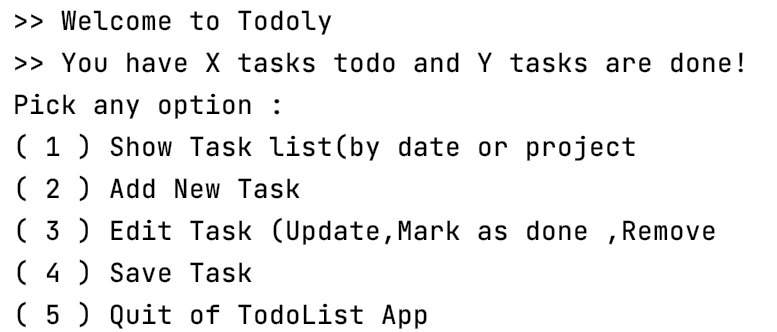 >> Welcome to Todoly
>> You have X tasks todo and Y tasks are done!
Pick any option :
( 1 ) Show Task list(by date or project
( 2 ) Add New Task
( 3 ) Edit Task (Update,Mark as done ,Remove
( 4 ) Save Task
( 5 ) Quit of TodoList App